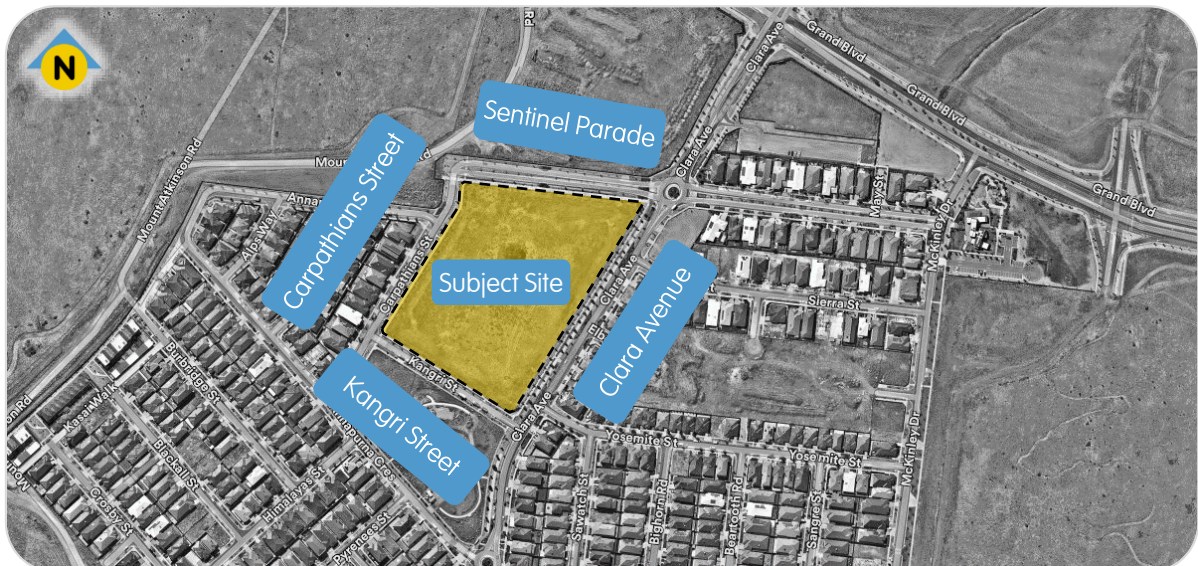 N
Rd
Clara Ave
Grand Blvd
Grand Blvd
Grand Blvd
Sentinel Parade
Clara Ave
Mount Atkinson Rd
Carpathians Street
May St
McKinley Dr
Alps Way
Carpathians St
Subject Site
Clara Ave
Clara Avenue
Sierra St
Burbridge St
Kangri St
Kangri Street
Kasai Walk
Clara Ave
Yosemite St
Yosemite St
McKinley Dr
Blackall St
Crosby St
Himalayas St
Pyrenees St
Sawatch St
Bighorn Rd
Beartooth Rd
Sangre St